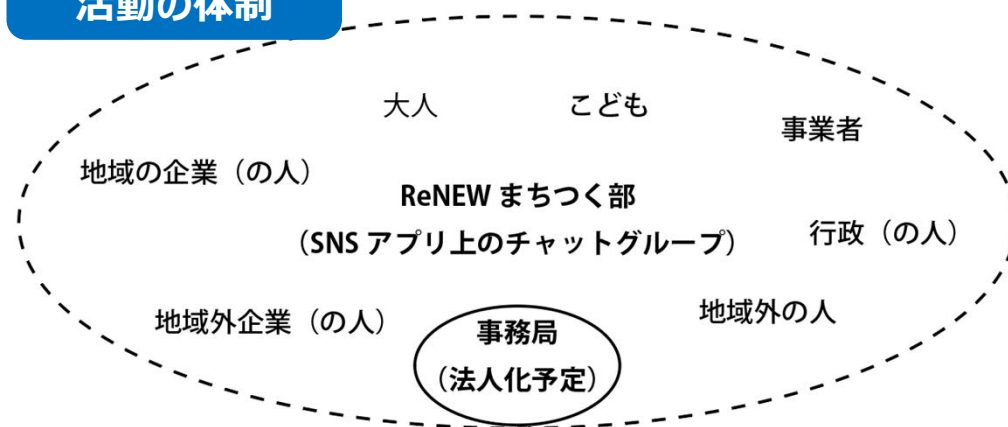 活動の体制
大人
こども
事業者
地域の企業（の人）
ReNEW まちつく部
（SNS アプリ上のチャットグループ）
行政（の人）
地域外企業（の人）
地域外の人
事務局
（法人化予定）